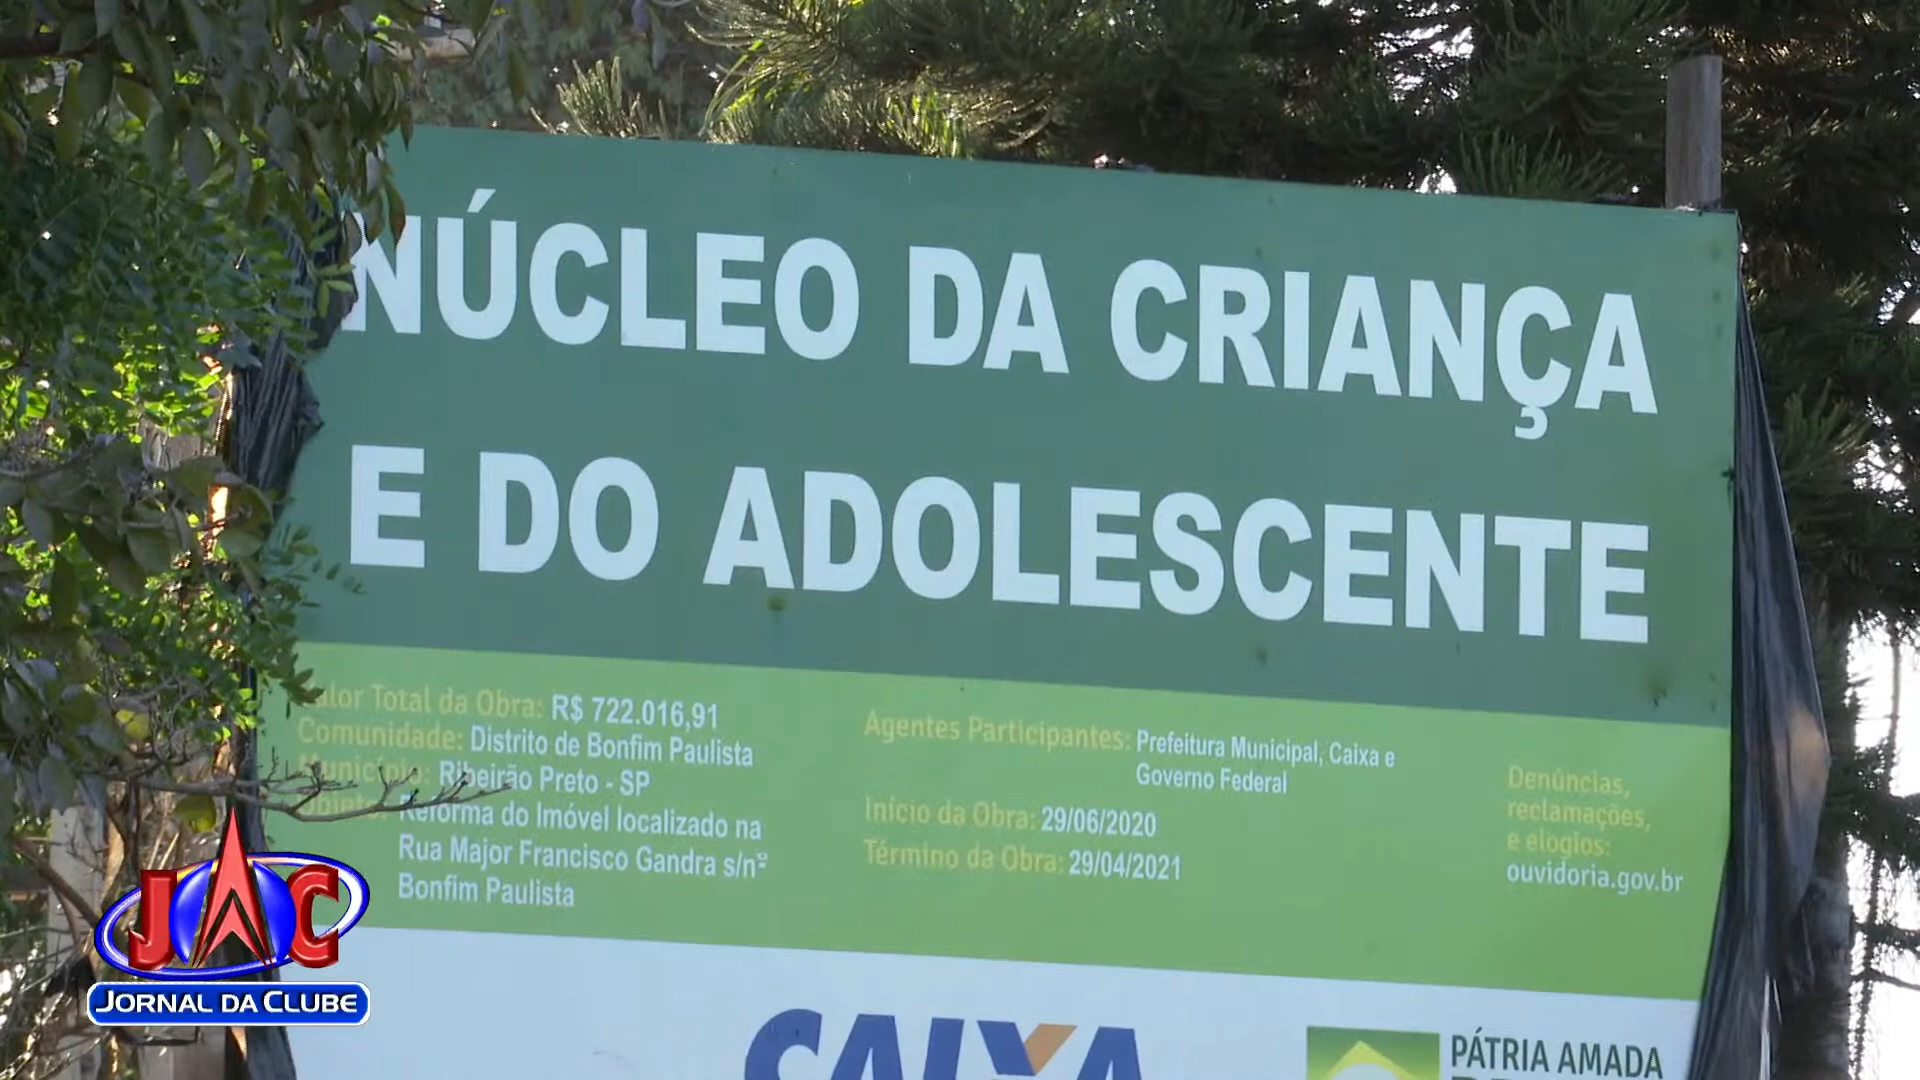 NÚCLEO DA CRIANÇA
E DO ADOLESCENTE
Valor Total da Obra: R$ 722.016,91
Comunidade: Distrito de Bonfim Paulista
Município: Ribeirão Preto - SP
Objeto: Reforma do Imóvel localizado na
Rua Major Francisco Gandra s/nº
Bonfim Paulista
Agentes Participantes: Prefeitura Municipal, Caixa e
Governo Federal
Início da Obra: 29/06/2020
Término da Obra: 29/04/2021
Denúncias,
reclamações,
e elogios:
ouvidoria.gov.br
CAIXA
PÁTRIA AMADA
JAC
JORNAL DA CLUBE